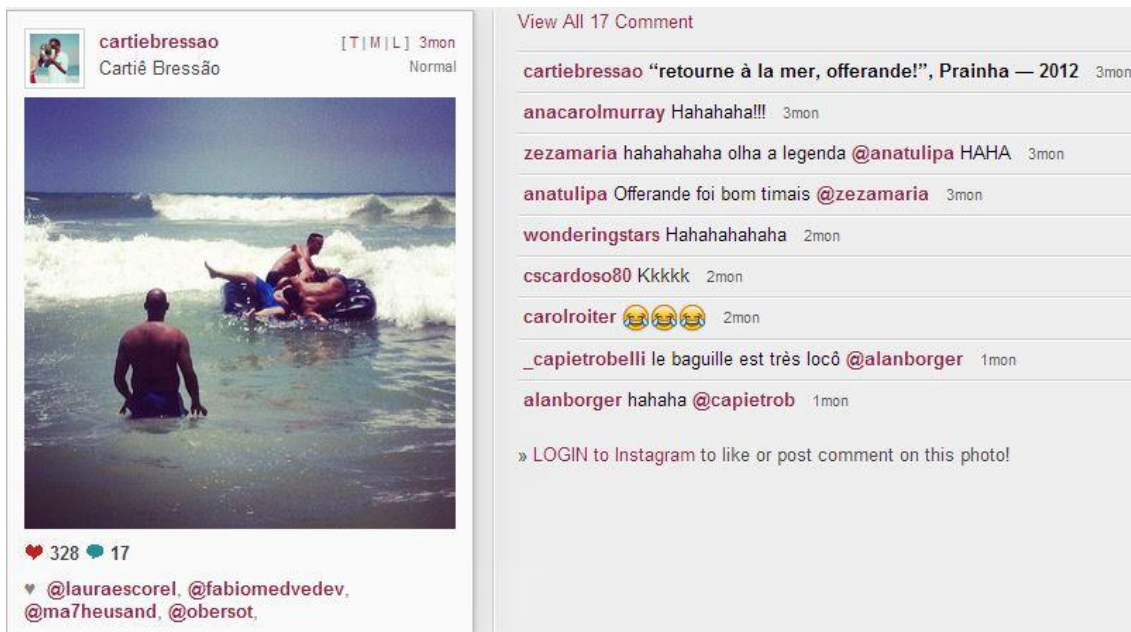 cartiebressao [ T | M | L ] 3mon
Cartiê Bressão Normal
328 17
♥ @lauraescorel, @fabiomedvedev,
@ma7heusand, @obersot,
View All 17 Comment
cartiebressao “retourne à la mer, offerande!”, Prainha — 2012 3mon
anacarolmurray Hahahaha!!! 3mon
zezamaria hahahahaha olha a legenda @anatulipa HAHA 3mon
anatulipa Offerande foi bom timais @zezamaria 3mon
wonderingstars Hahahahahaha 2mon
cscardoso80 Kkkkk 2mon
carolroiter 😂😂😂 2mon
_capietrobelli le baguille est très locô @alanborger 1mon
alanborger hahaha @capietrob 1mon
» LOGIN to Instagram to like or post comment on this photo!